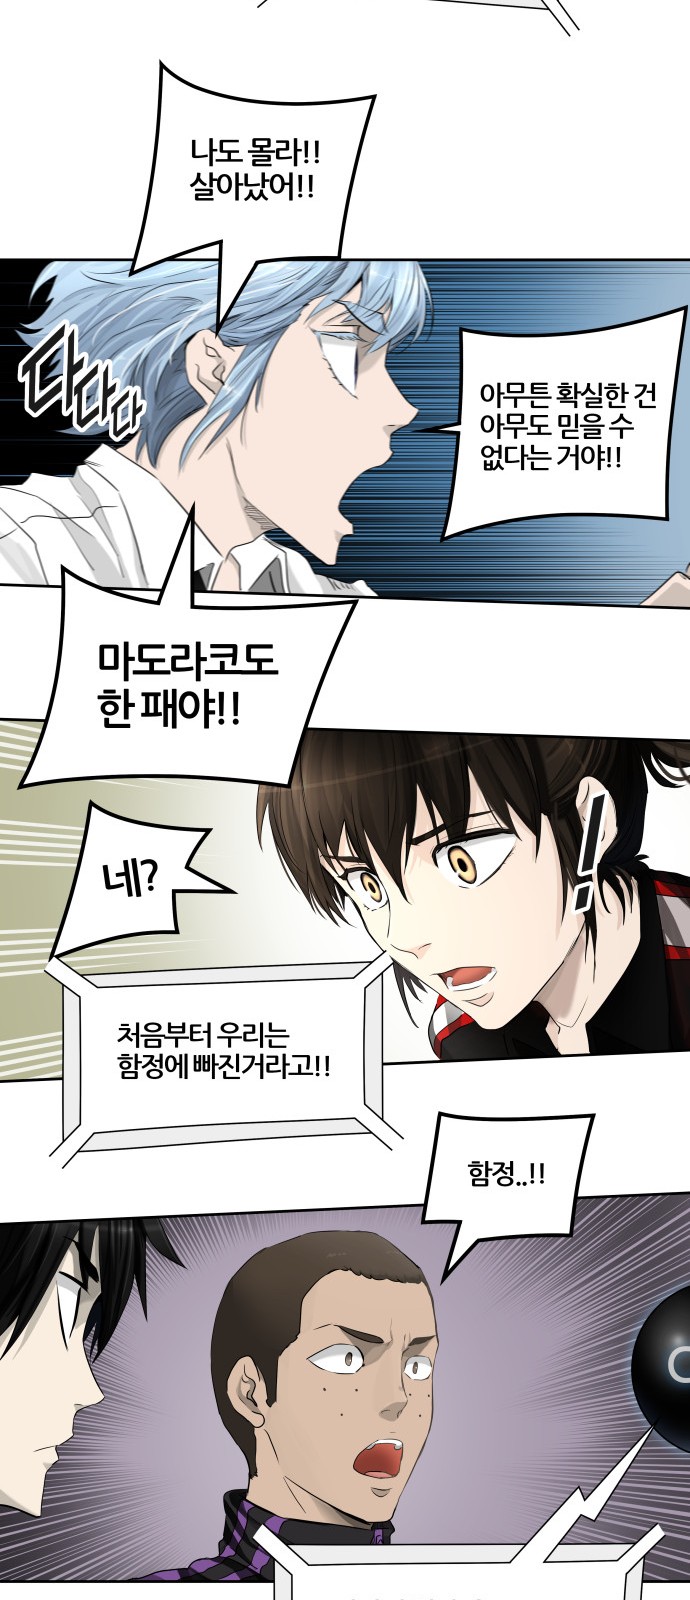 나도 몰라!!
살아났어!!
다다다
아무튼 확실한 건
아무도 믿을 수
없다는 거야!!
마도라코도
한 패야!!
네?
!
처음부터 우리는
함정에 빠진거라고!!
함정..!!